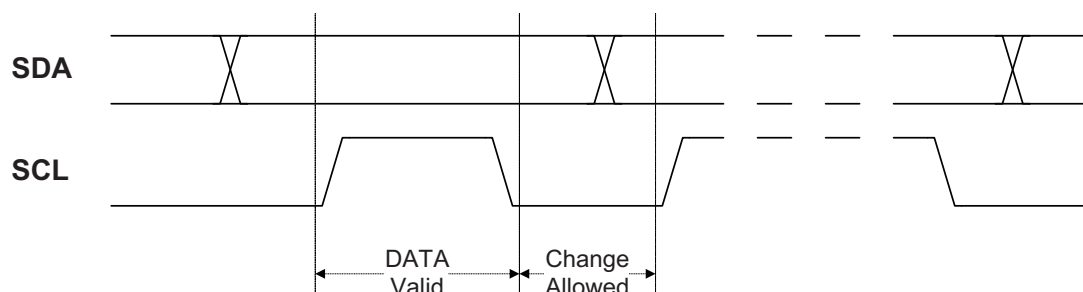 SDA
SCL
DATA
Valid
Change
Allowed